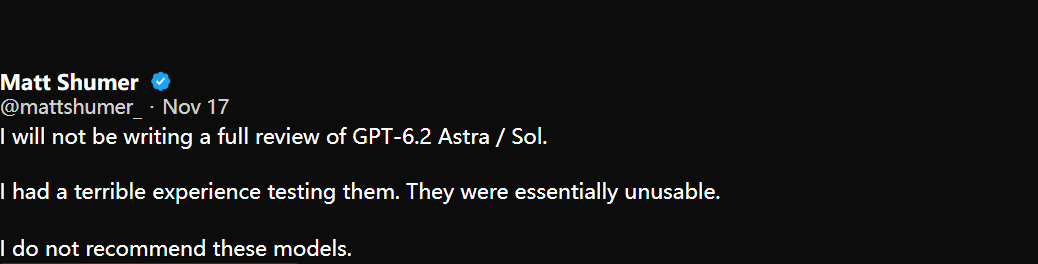 Matt Shumer
@mattshumer_ · Nov 17
I will not be writing a full review of GPT-6.2 Astra / Sol.
I had a terrible experience testing them. They were essentially unusable.
I do not recommend these models.